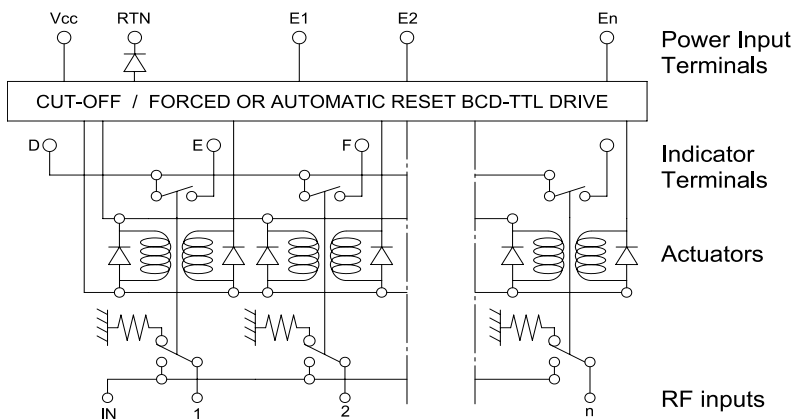 Vcc RTN E1 E2 En
Power Input
Terminals
CUT-OFF / FORCED OR AUTOMATIC RESET BCD-TTL DRIVE
D E F
Indicator
Terminals
Actuators
IN 1 2 n
RF inputs